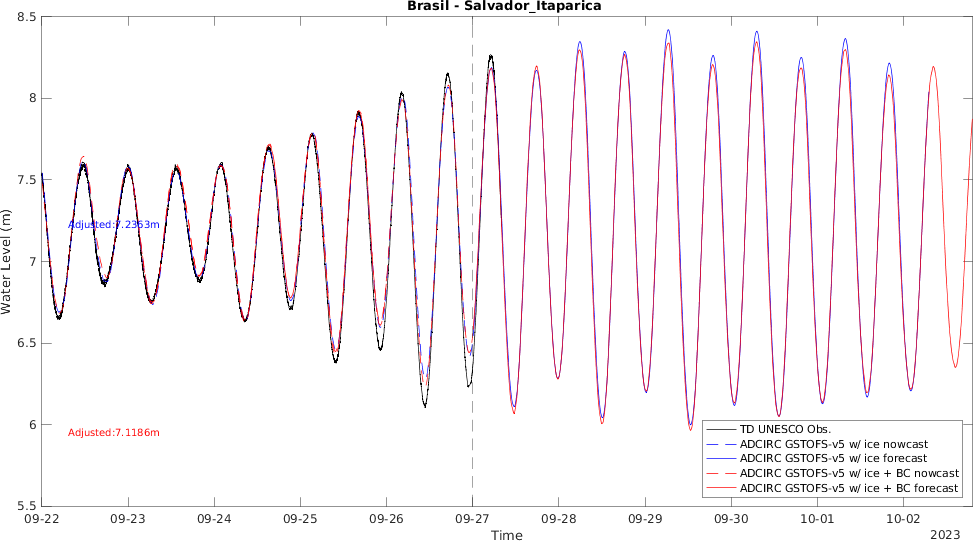 Brasil - Salvador_Itaparica
8.5
8
7.5
7
6.5
6
5.5
Water Level (m)
Adjusted:7.2353m
Adjusted:7.1186m
TD UNESCO Obs.
ADCIRC GSTOFS-v5 w/ ice nowcast
ADCIRC GSTOFS-v5 w/ ice forecast
ADCIRC GSTOFS-v5 w/ ice + BC nowcast
ADCIRC GSTOFS-v5 w/ ice + BC forecast
09-22 09-23 09-24 09-25 09-26 09-27 09-28 09-29 09-30 10-01 10-02
Time
2023